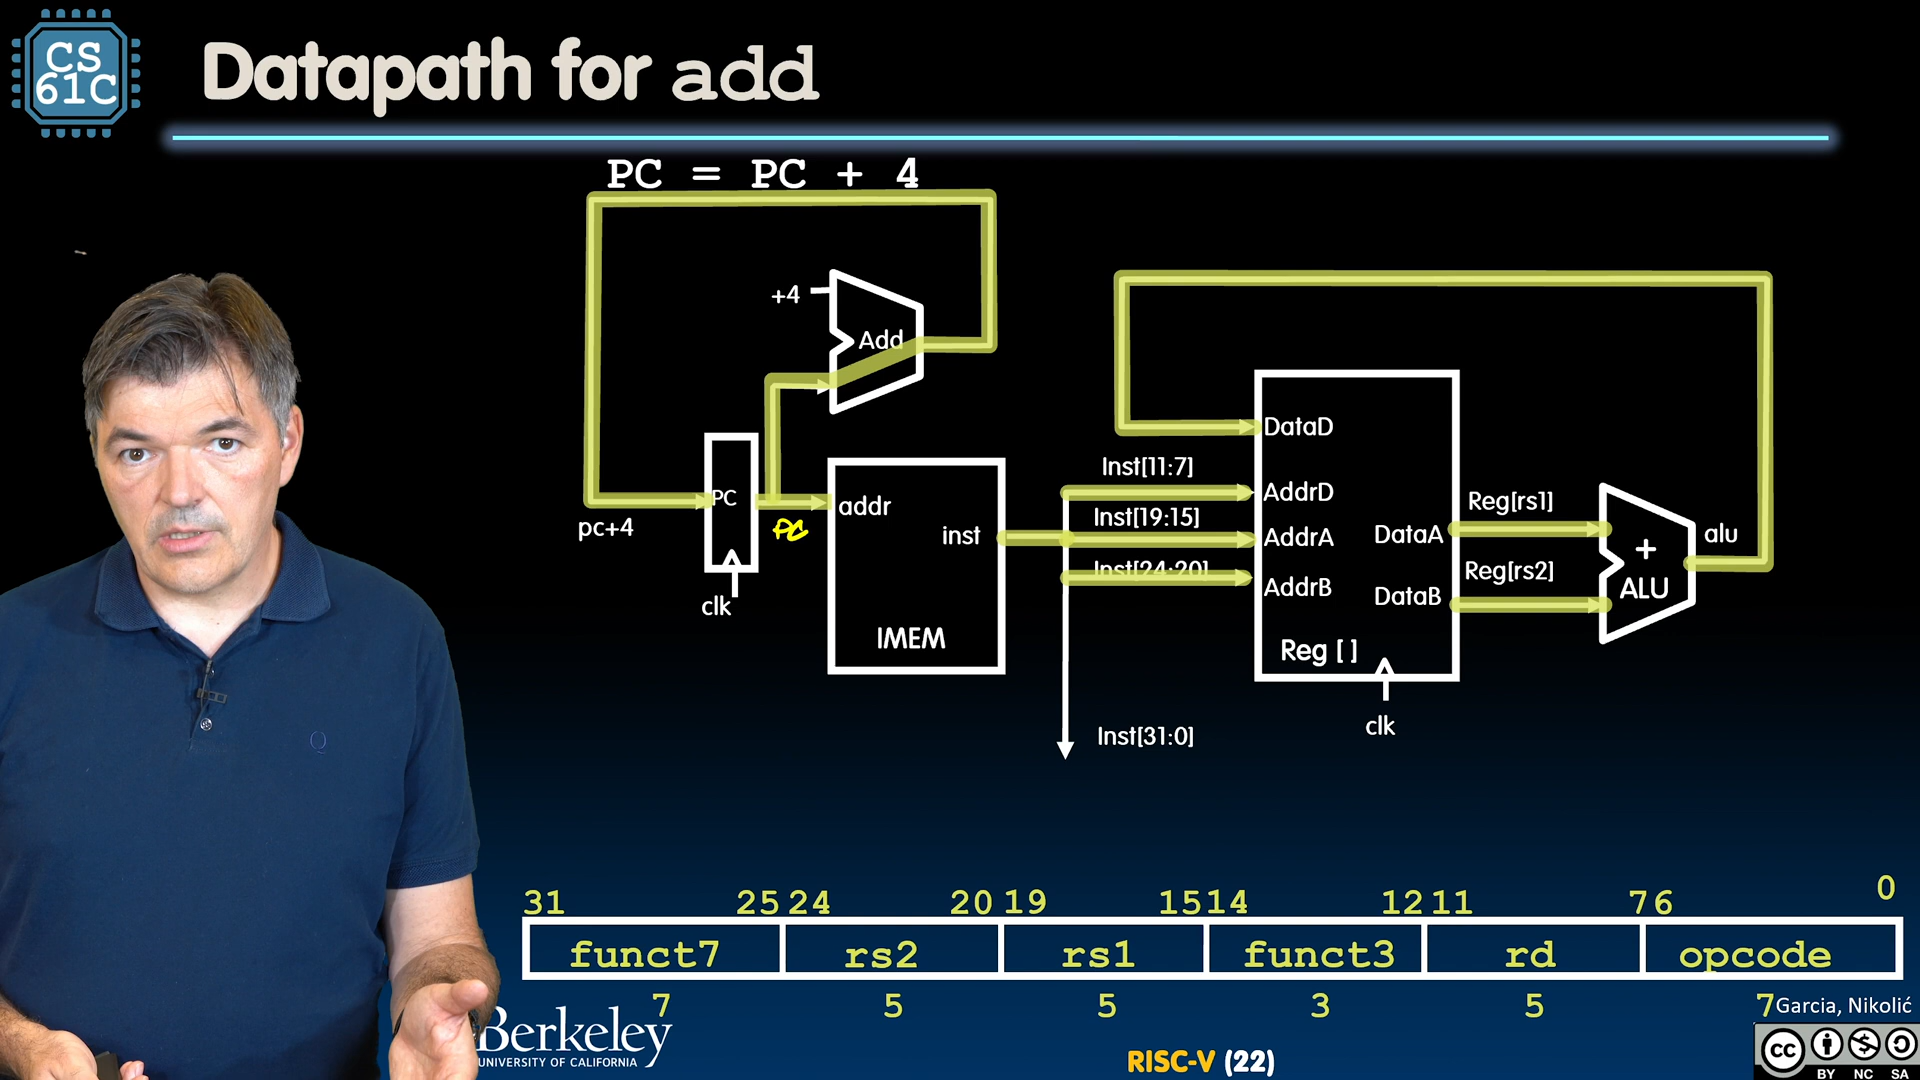 CS
61C
Datapath for add
PC = PC + 4
+4
Add
DataD
Inst[11:7]
PC
addr
AddrD
Reg[rs1]
pc+4
PC
inst
Inst[19:15]
AddrA
DataA
+
alu
clk
Inst[24:20]
AddrB
Reg[rs2]
DataB
ALU
IMEM
Reg [ ]
clk
Inst[31:0]
31 25 24 20 19 15 14 12 11 7 6 0
funct7 rs2 rs1 funct3 rd opcode
7 5 5 3 5 7
Garcia, Nikolić
Berkeley
UNIVERSITY OF CALIFORNIA
RISC-V (22)
cc
BY NC SA